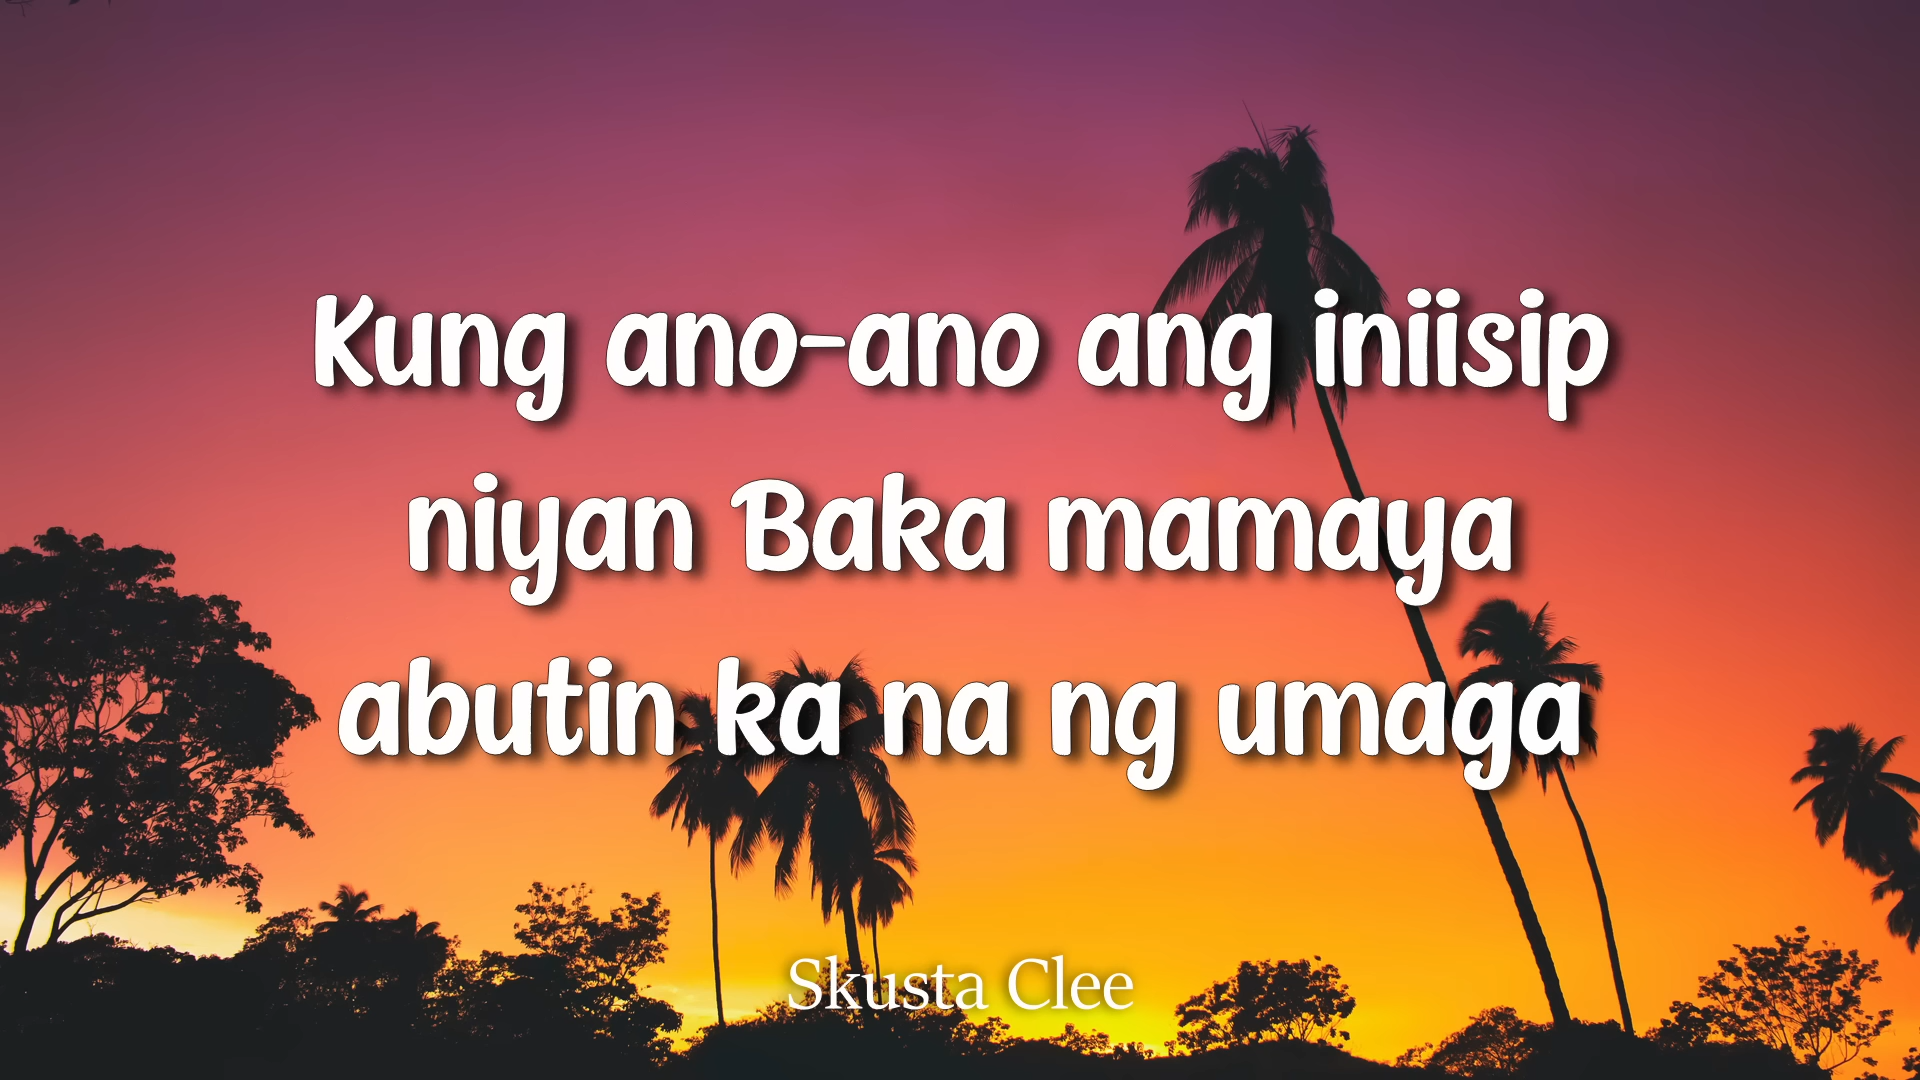 Kung ano-ano ang iniisip
niyan Baka mamaya
abutin ka na ng umaga
Skusta Clee